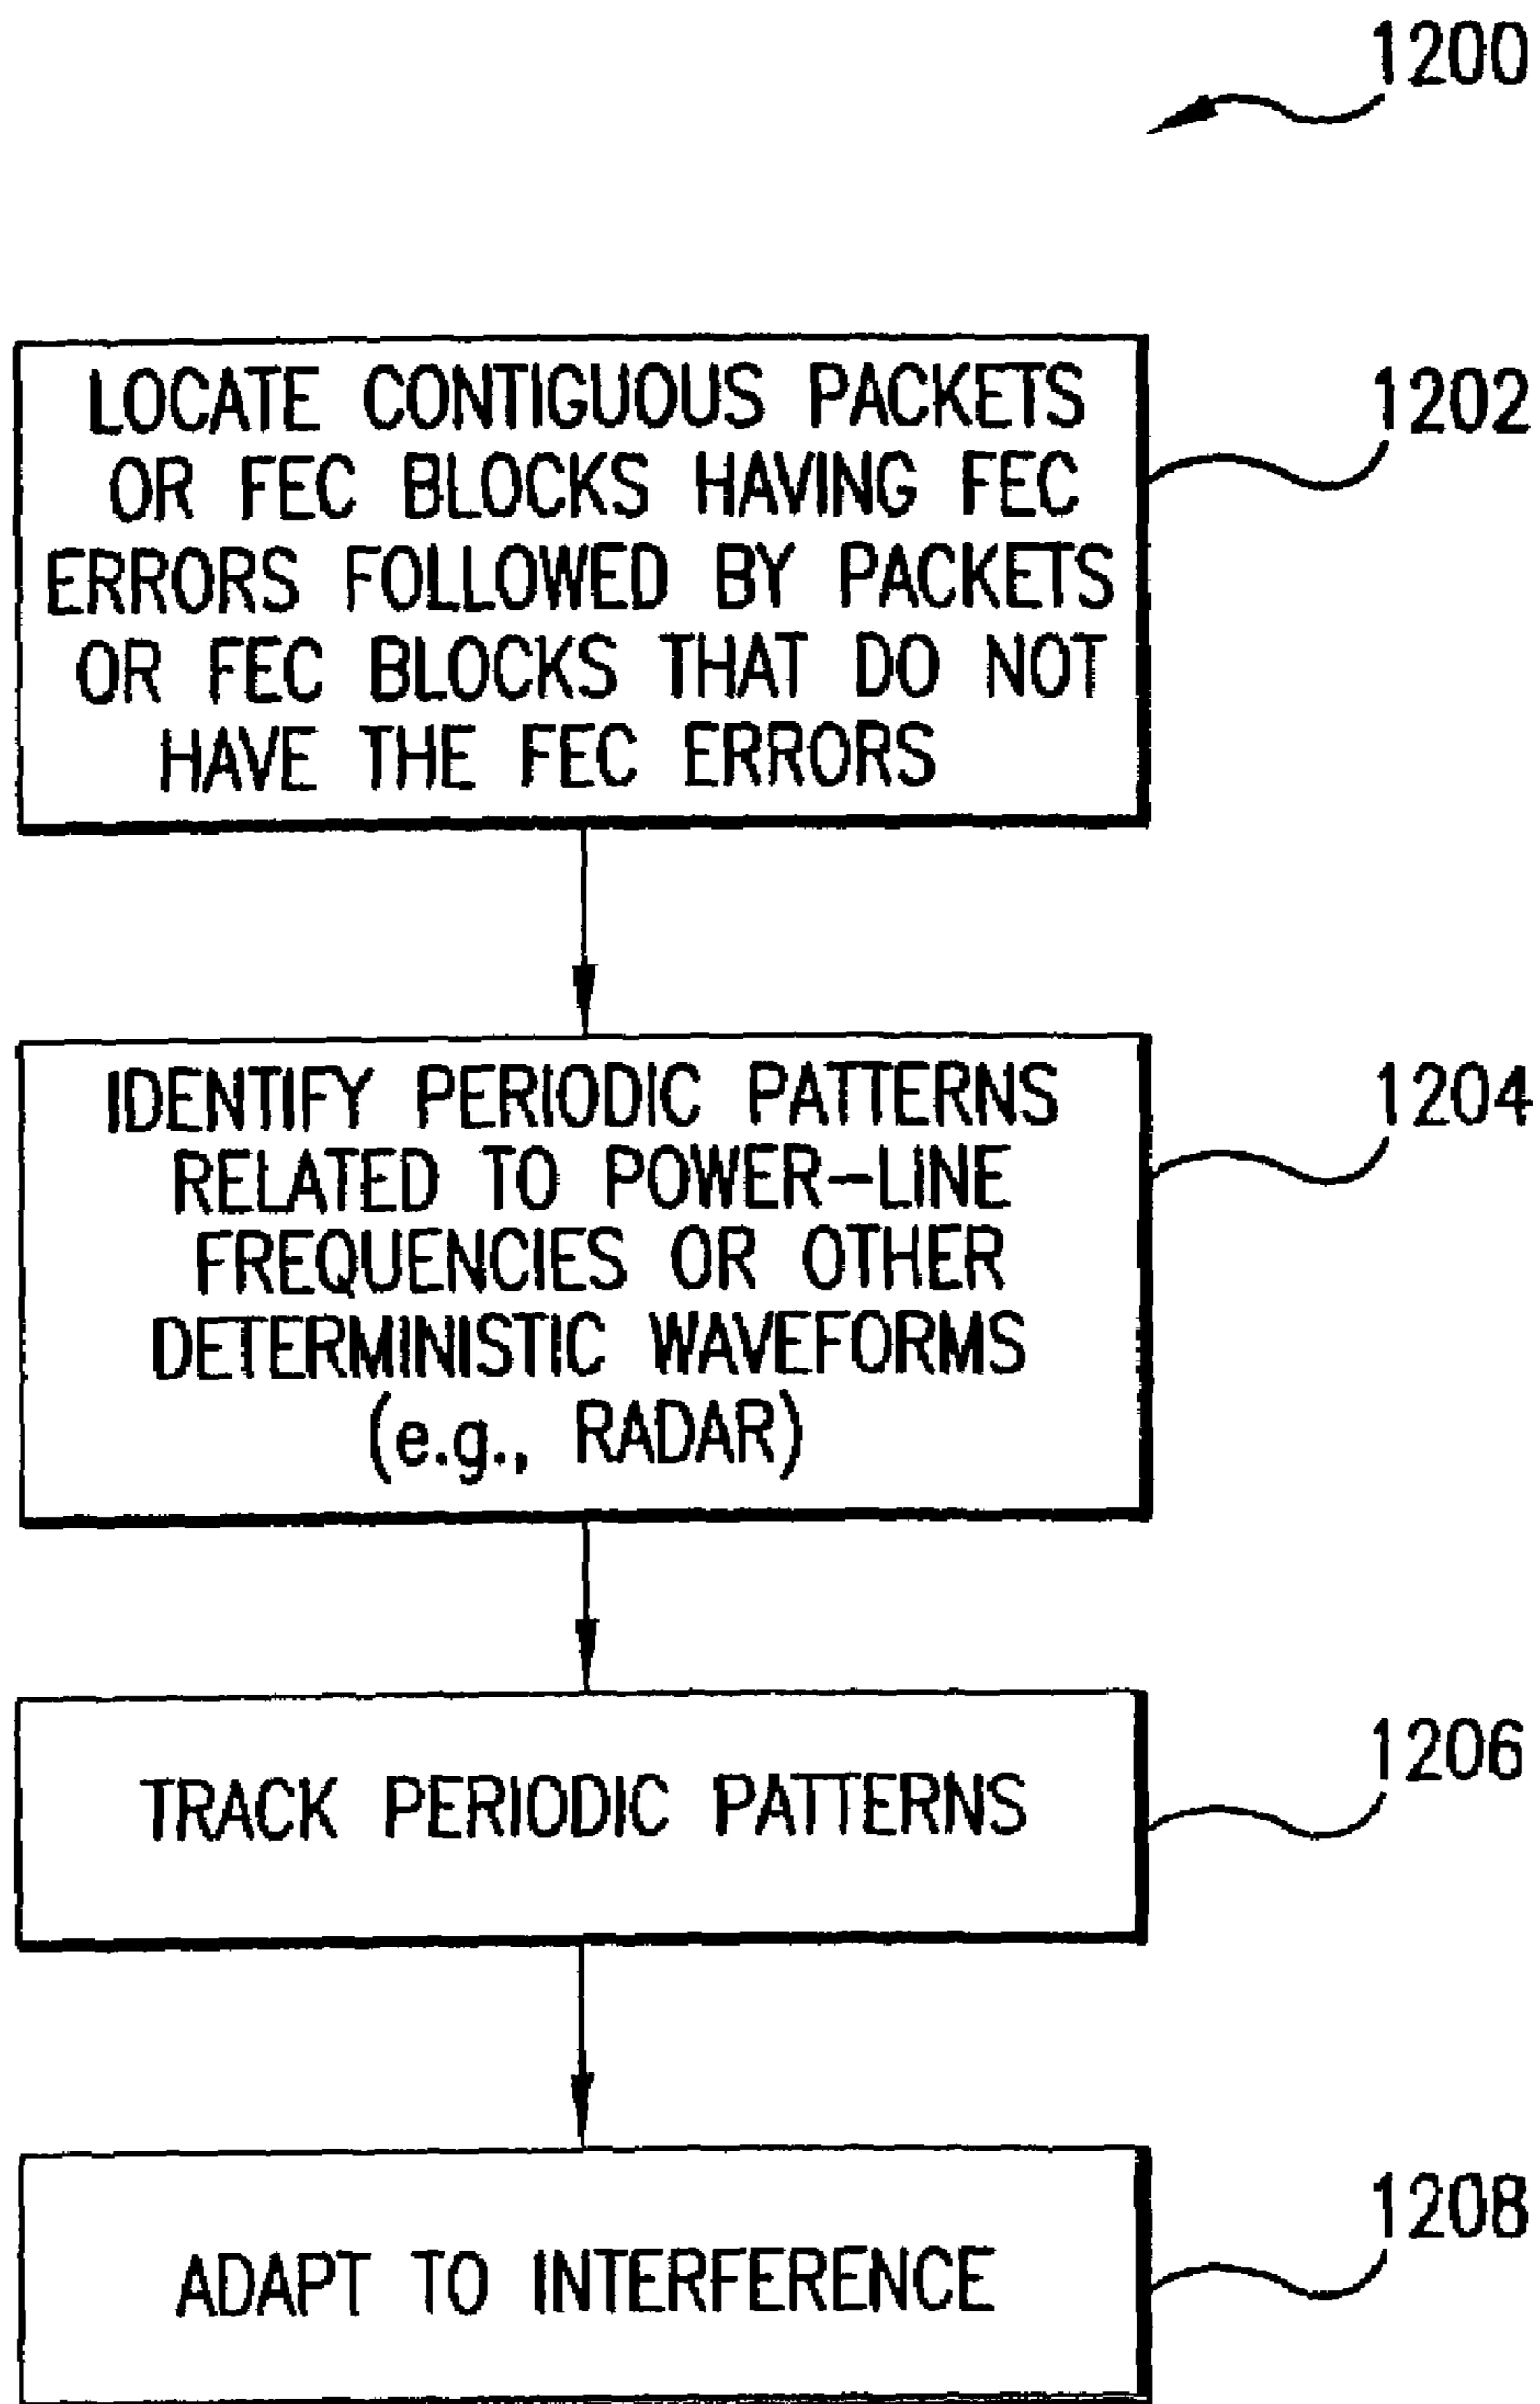 1200
LOCATE CONTIGUOUS PACKETS
OR FEC BLOCKS HAVING FEC
ERRORS FOLLOWED BY PACKETS
OR FEC BLOCKS THAT DO NOT
HAVE THE FEC ERRORS
1202
IDENTIFY PERIODIC PATTERNS
RELATED TO POWER-LINE
FREQUENCIES OR OTHER
DETERMINISTIC WAVEFORMS
(e.g., RADAR)
1204
TRACK PERIODIC PATTERNS
1206
ADAPT TO INTERFERENCE
1208